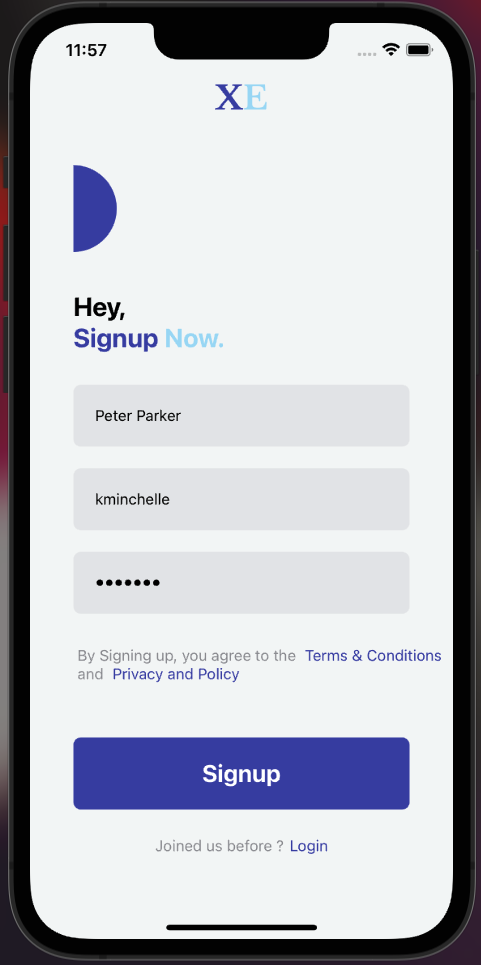 11:57
XE
Hey,
Signup Now.
Peter Parker
kminchelle
•••••••
By Signing up, you agree to the Terms & Conditions
and Privacy and Policy
Signup
Joined us before ? Login